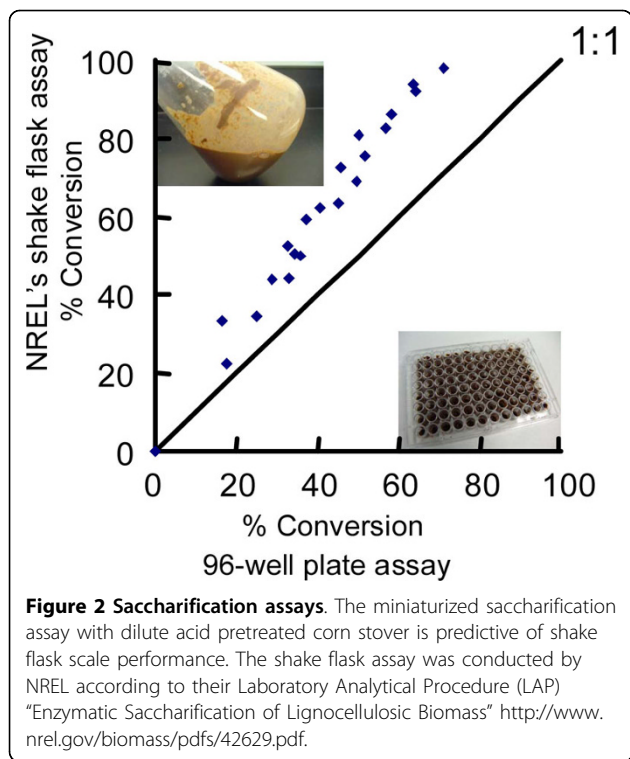 1:1
NREL's shake flask assay
% Conversion
100
80
60
40
20
0
0 20 40 60 80 100
% Conversion
96-well plate assay
Figure 2 Saccharification assays. The miniaturized saccharification
assay with dilute acid pretreated corn stover is predictive of shake
flask scale performance. The shake flask assay was conducted by
NREL according to their Laboratory Analytical Procedure (LAP)
"Enzymatic Saccharification of Lignocellulosic Biomass" http://www.
nrel.gov/biomass/pdfs/42629.pdf.